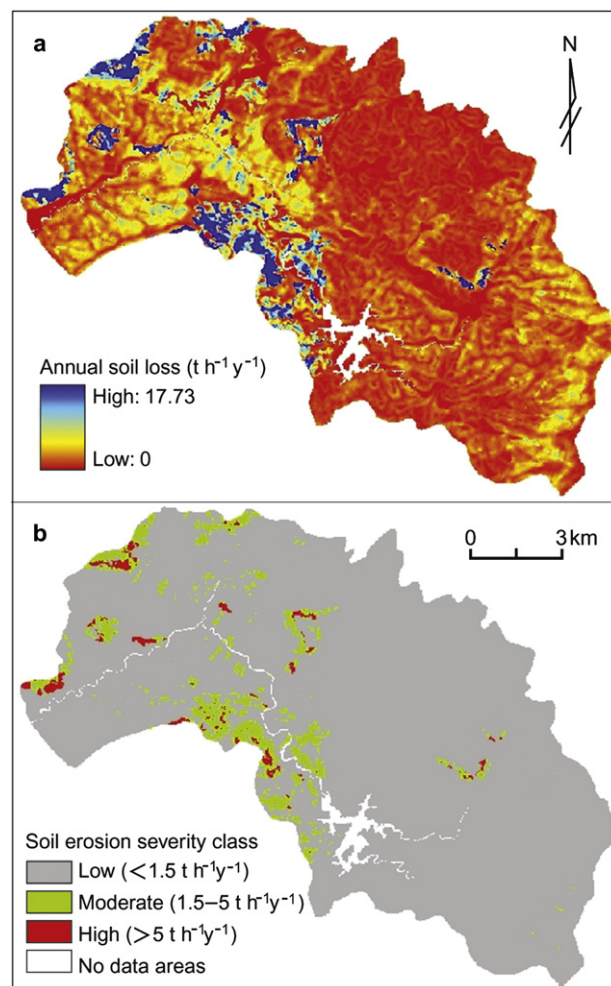 a
N
Annual soil loss (t h⁻¹ y⁻¹)
High: 17.73
Low: 0
b
0 3 km
Soil erosion severity class
Low (<1.5 t h⁻¹y⁻¹)
Moderate (1.5–5 t h⁻¹y⁻¹)
High (>5 t h⁻¹y⁻¹)
No data areas